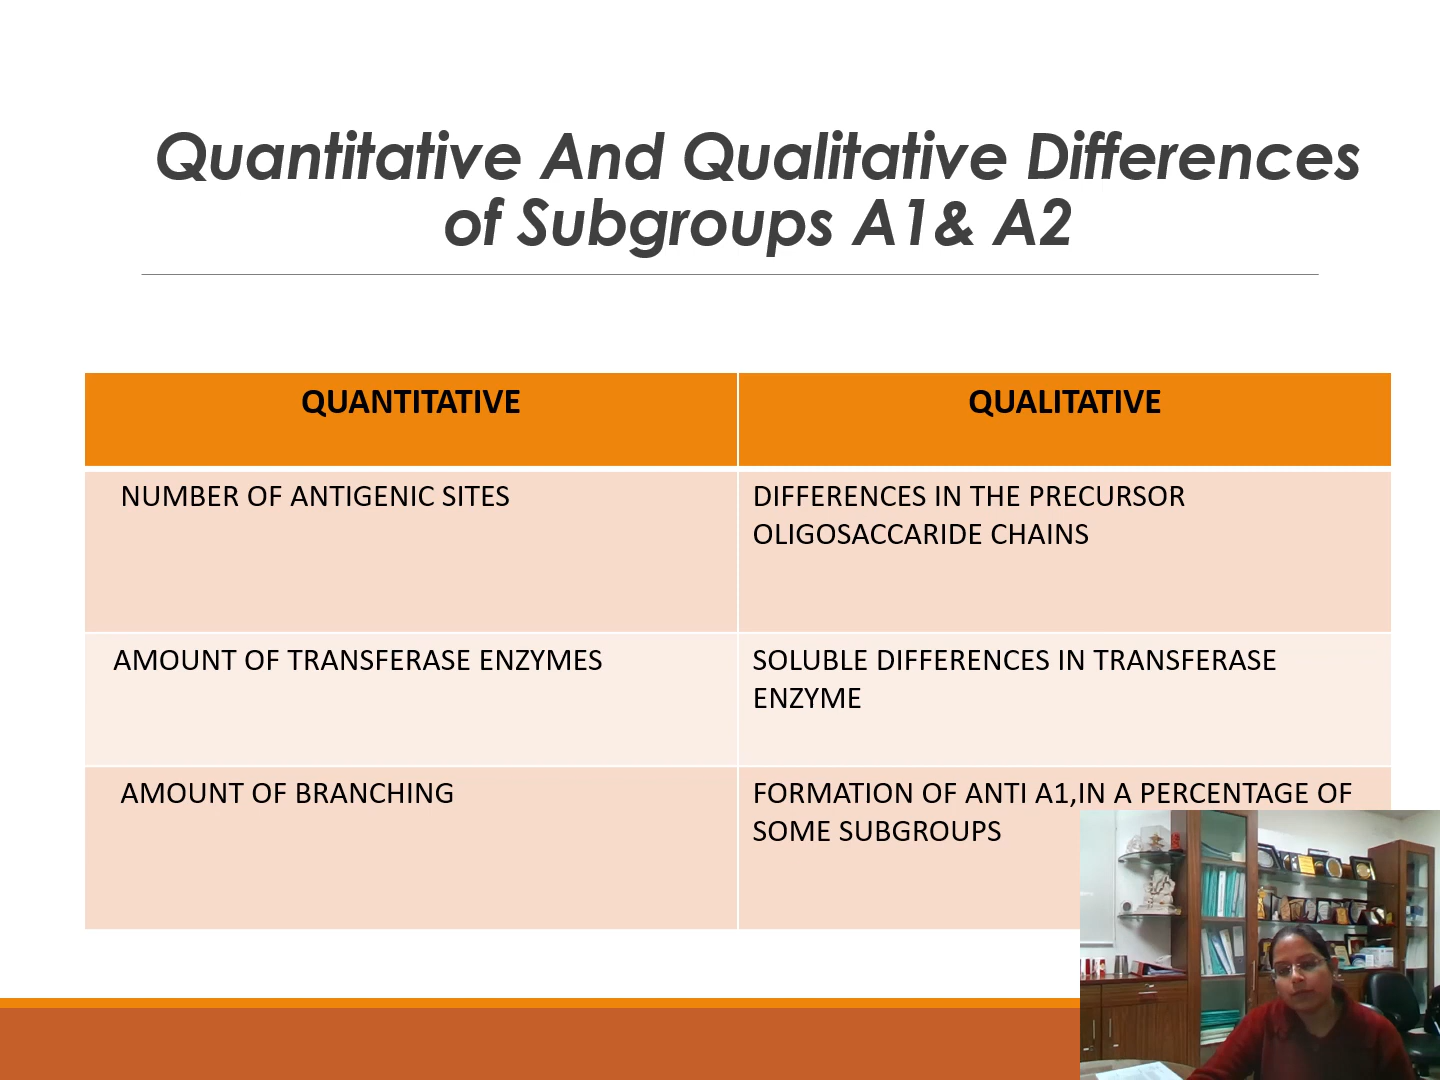 Quantitative And Qualitative Differences
of Subgroups A1& A2
QUANTITATIVE
QUALITATIVE
NUMBER OF ANTIGENIC SITES
DIFFERENCES IN THE PRECURSOR
OLIGOSACCARIDE CHAINS
AMOUNT OF TRANSFERASE ENZYMES
SOLUBLE DIFFERENCES IN TRANSFERASE
ENZYME
AMOUNT OF BRANCHING
FORMATION OF ANTI A1,IN A PERCENTAGE OF
SOME SUBGROUPS